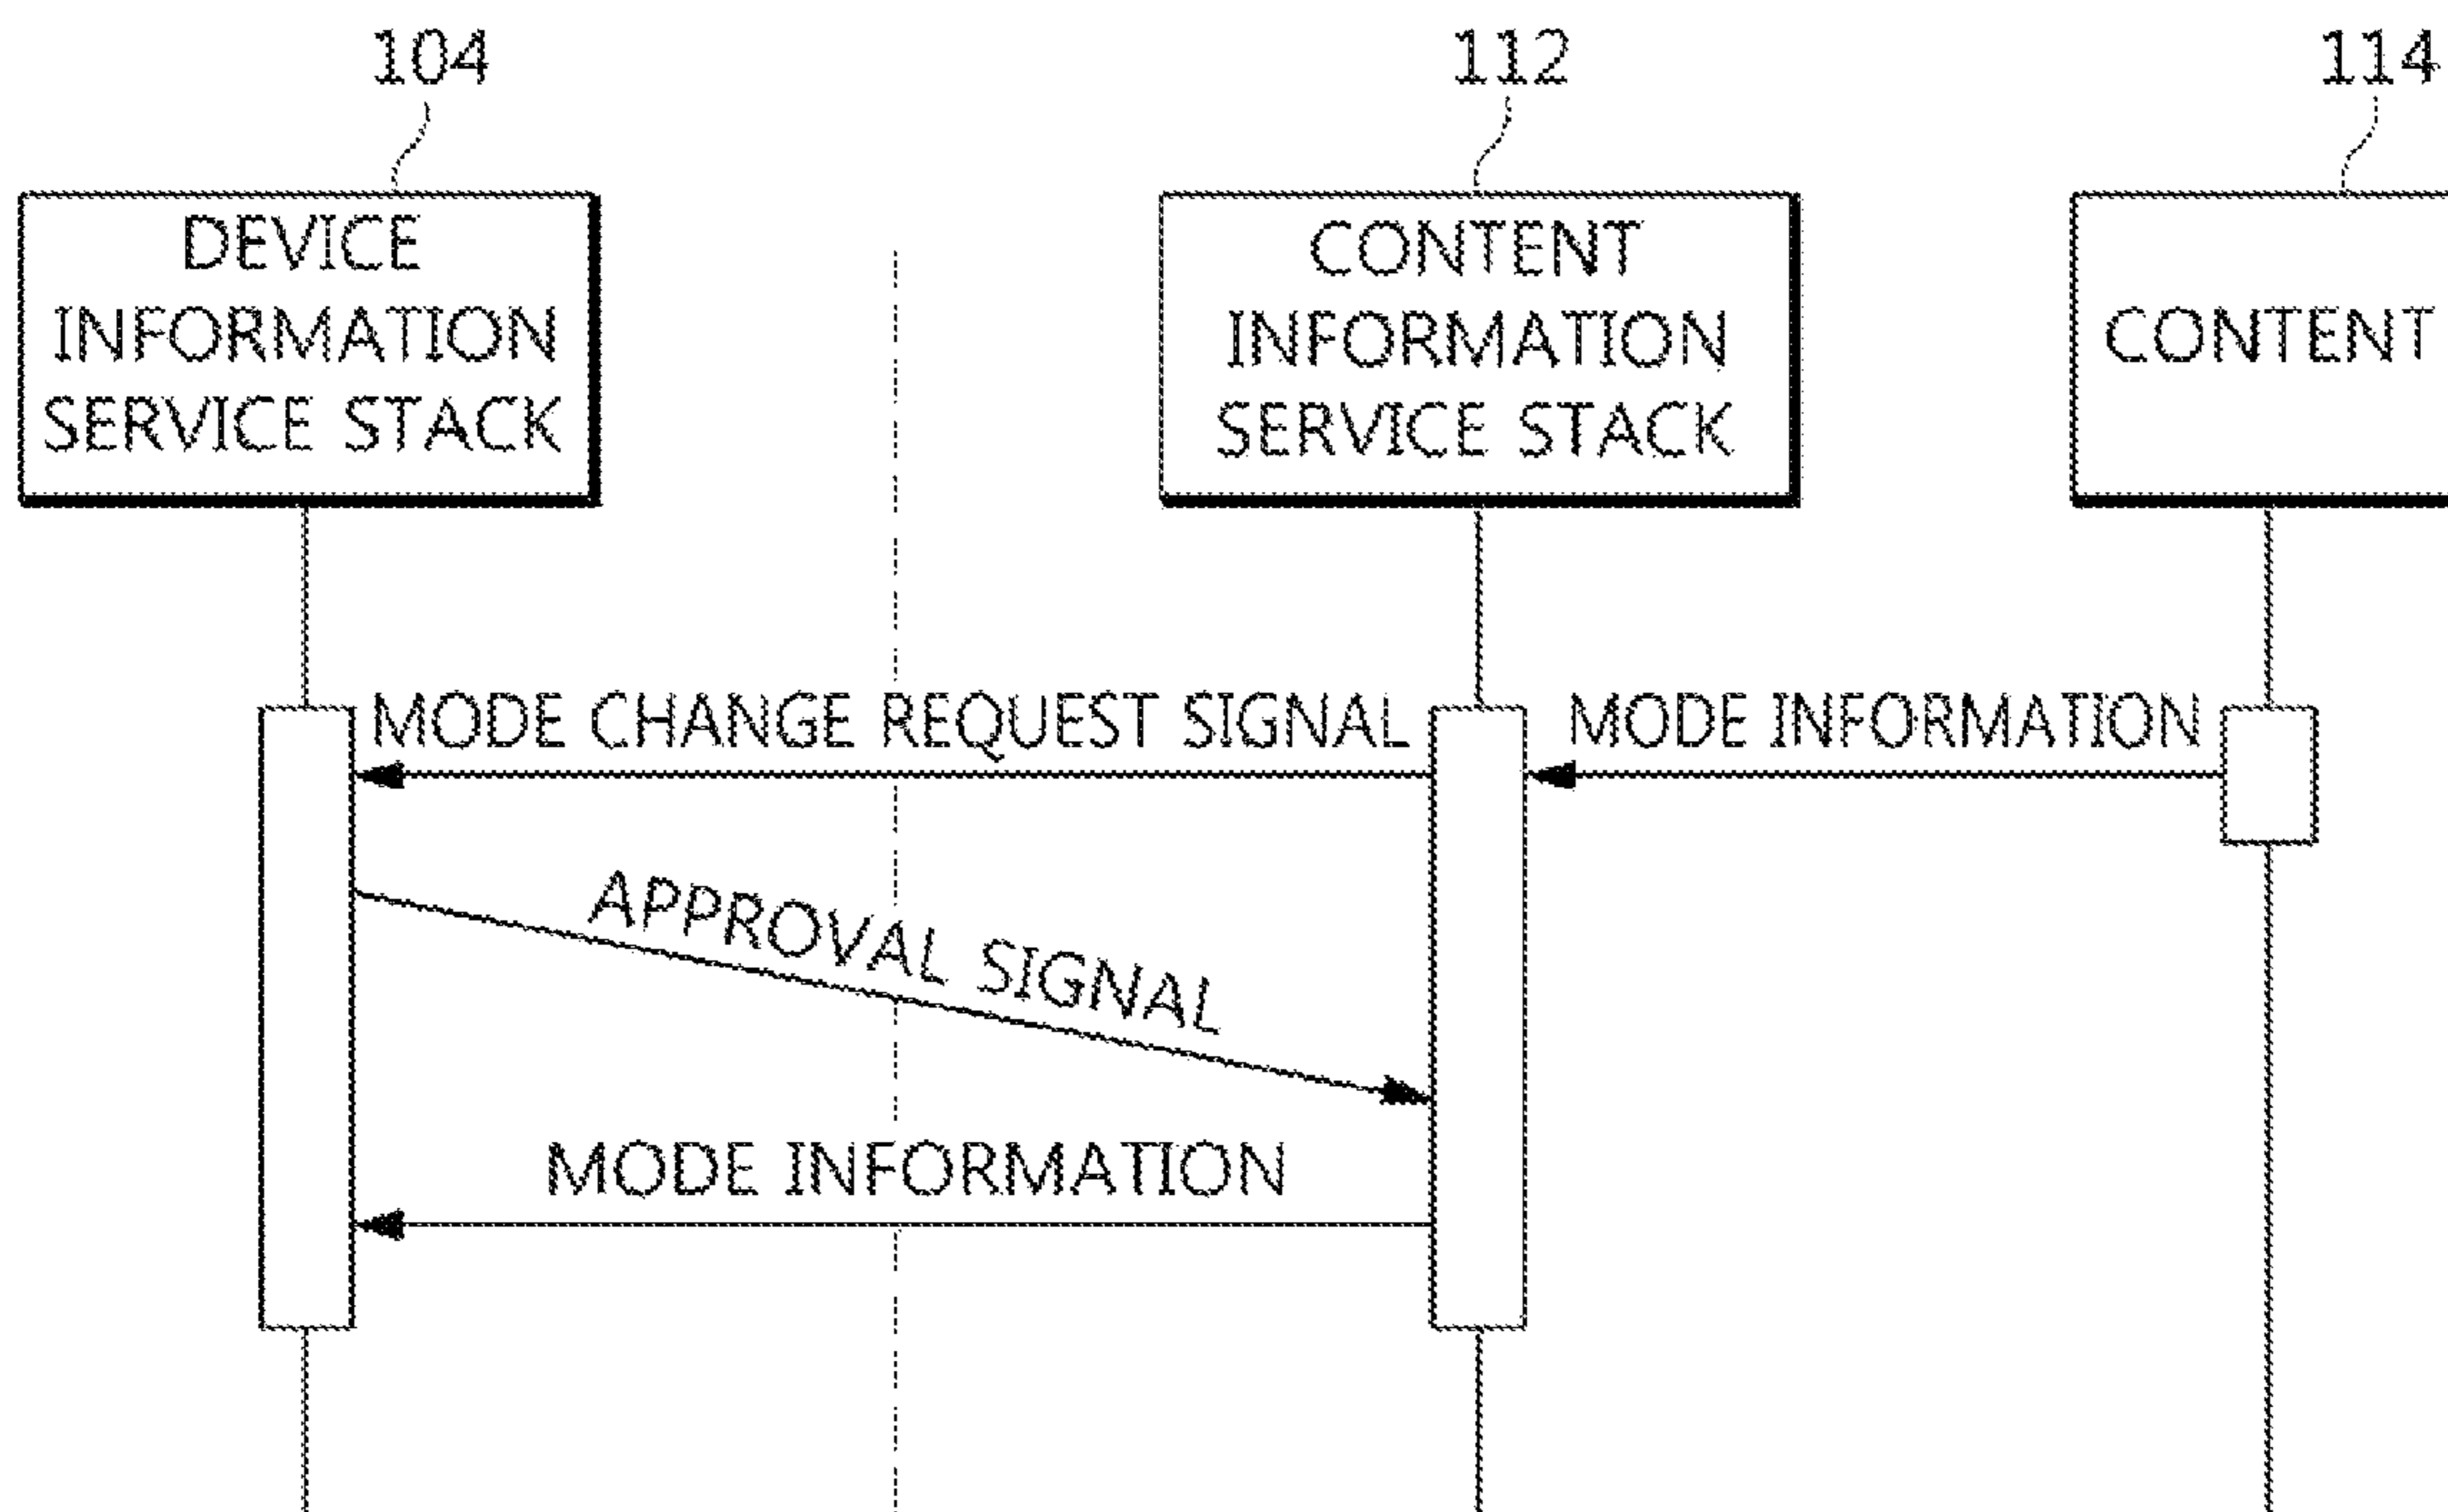 104
112
114
DEVICE
INFORMATION
SERVICE STACK
CONTENT
INFORMATION
SERVICE STACK
CONTENT
MODE CHANGE REQUEST SIGNAL
MODE INFORMATION
APPROVAL SIGNAL
MODE INFORMATION